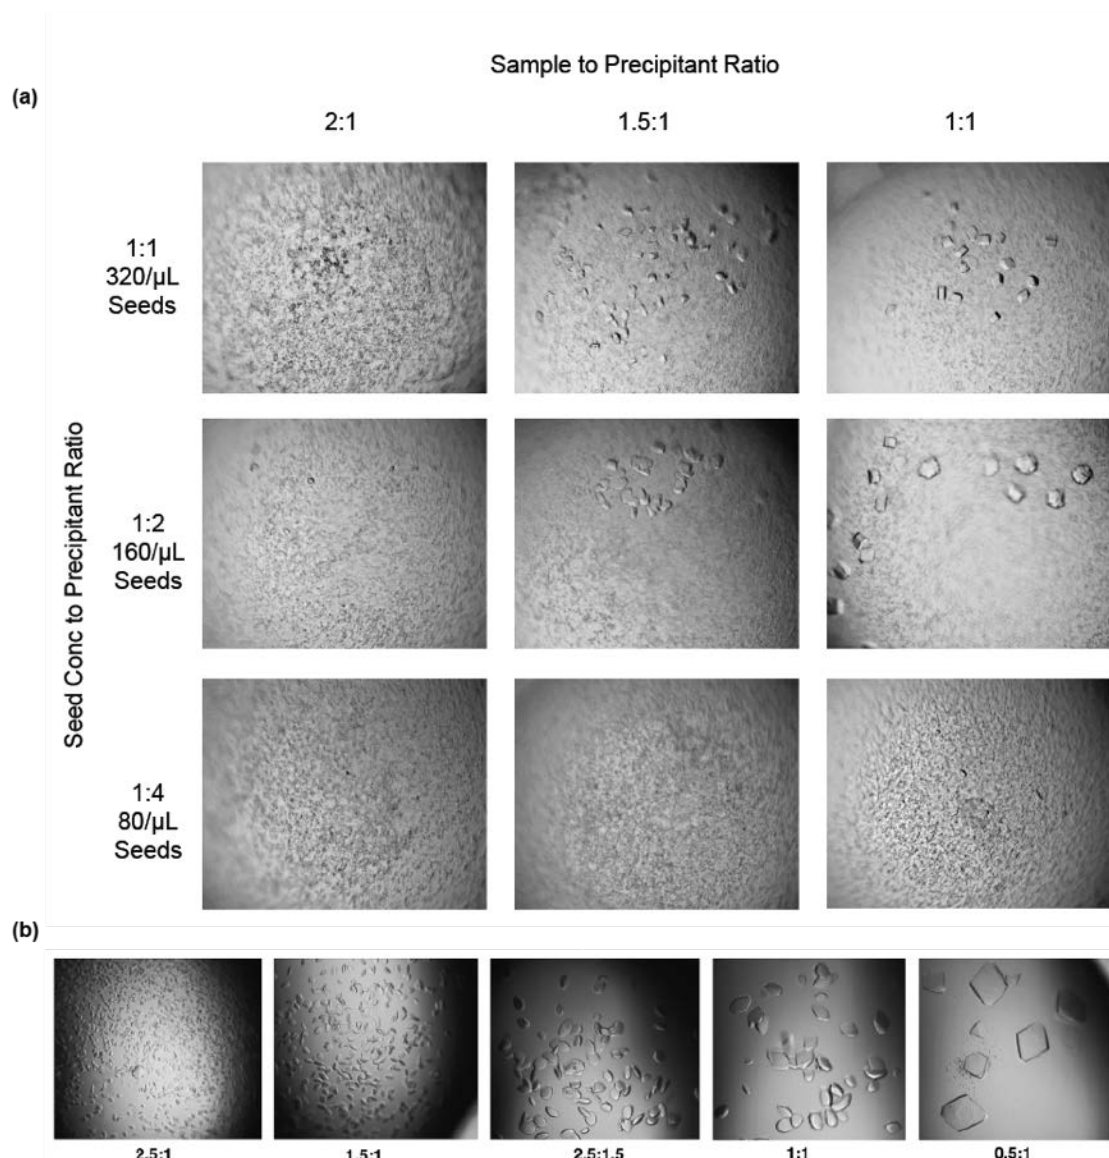 Sample to Precipitant Ratio
(a)
2:1
1.5:1
1:1
Seed Conc to Precipitant Ratio
1:1
320/µL
Seeds
1:2
160/µL
Seeds
1:4
80/µL
Seeds
(b)
2.5:1
1.5:1
2.5:1.5
1:1
0.5:1